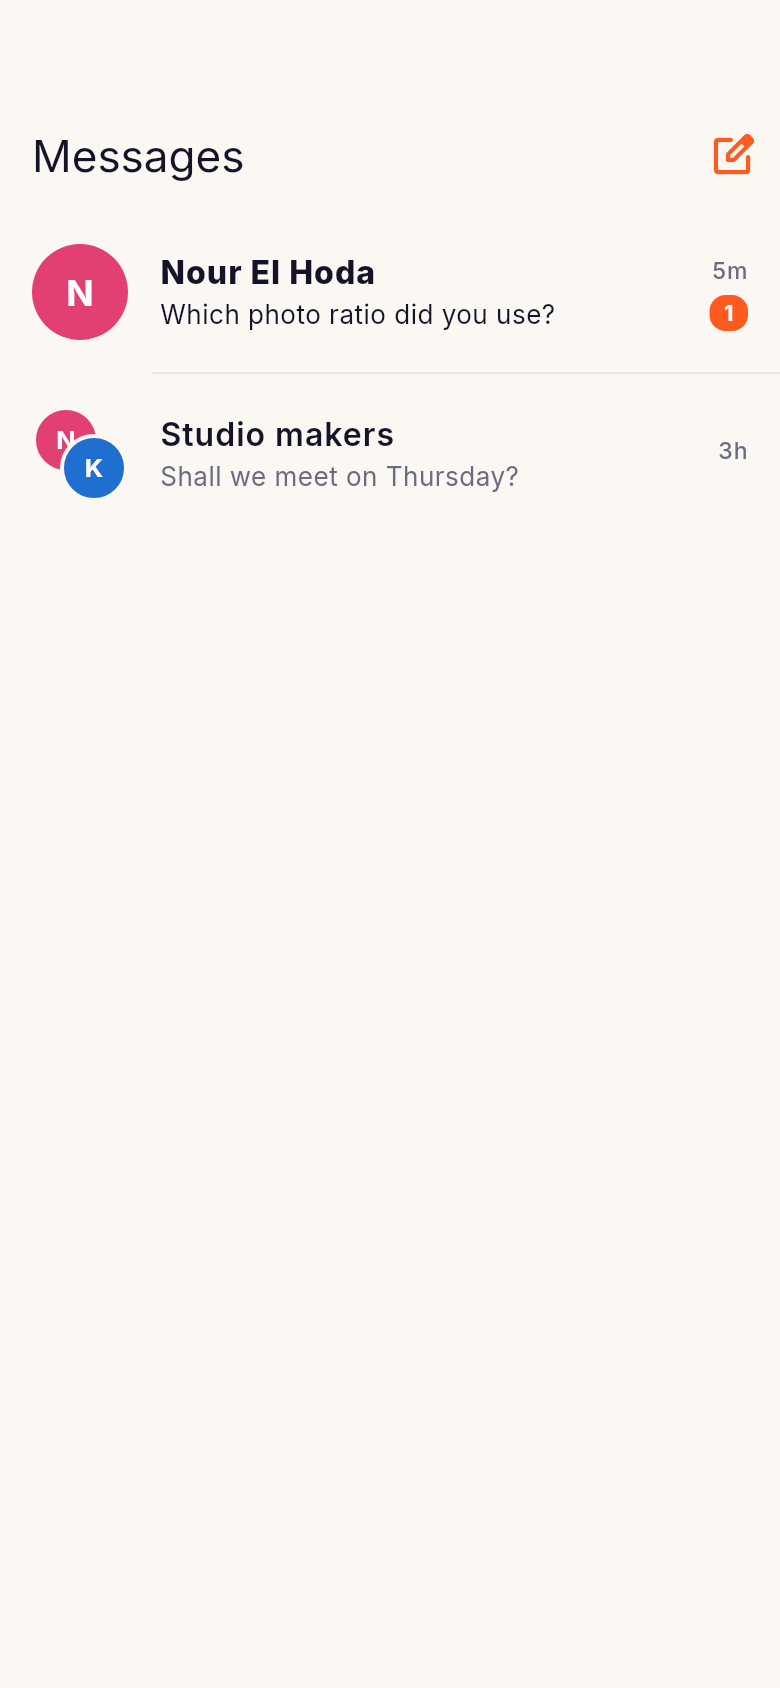 Messages
N
Nour El Hoda
5m
Which photo ratio did you use?
1
N
K
Studio makers
3h
Shall we meet on Thursday?